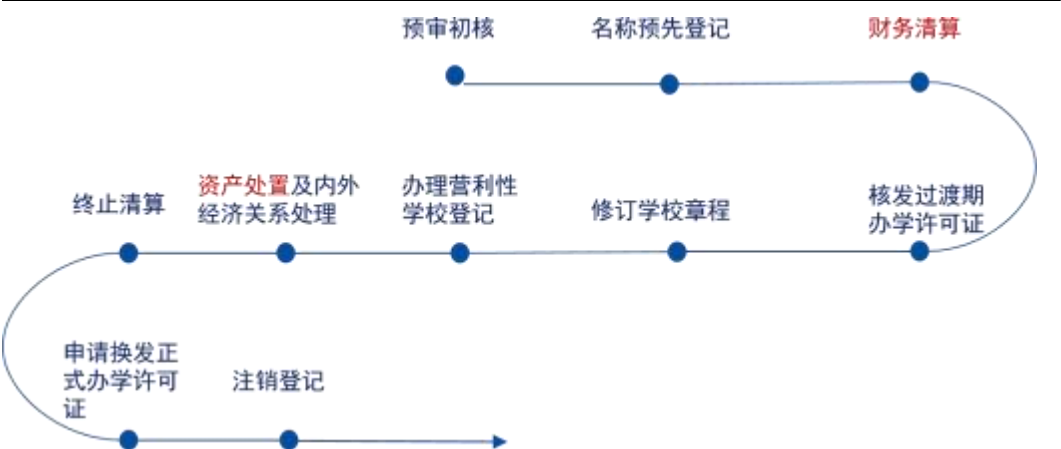 预审初核
名称预先登记
财务清算
核发过渡期
办学许可证
修订学校章程
办理营利性
学校登记
资产处置及内外
经济关系处理
终止清算
申请换发正
式办学许可
证
注销登记